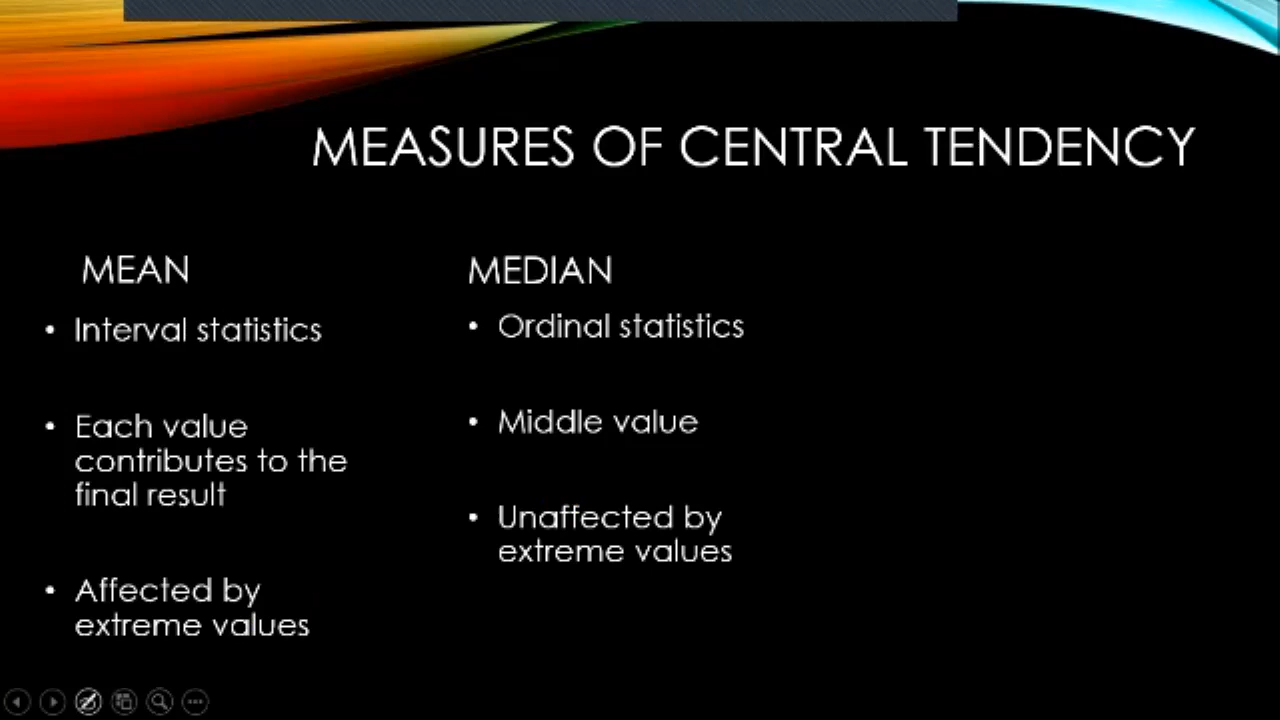 MEASURES OF CENTRAL TENDENCY
MEAN
• Interval statistics
• Each value
contributes to the
final result
• Affected by
extreme values
MEDIAN
• Ordinal statistics
• Middle value
• Unaffected by
extreme values